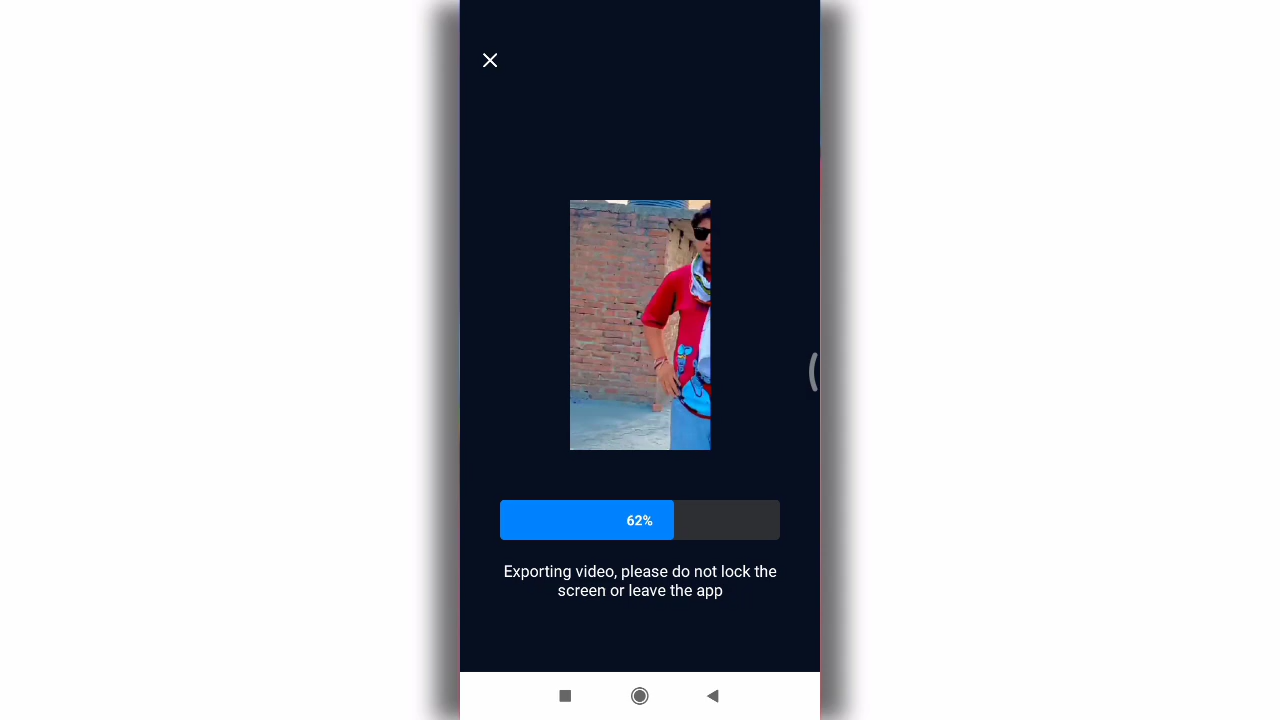 62%
Exporting video, please do not lock the
screen or leave the app